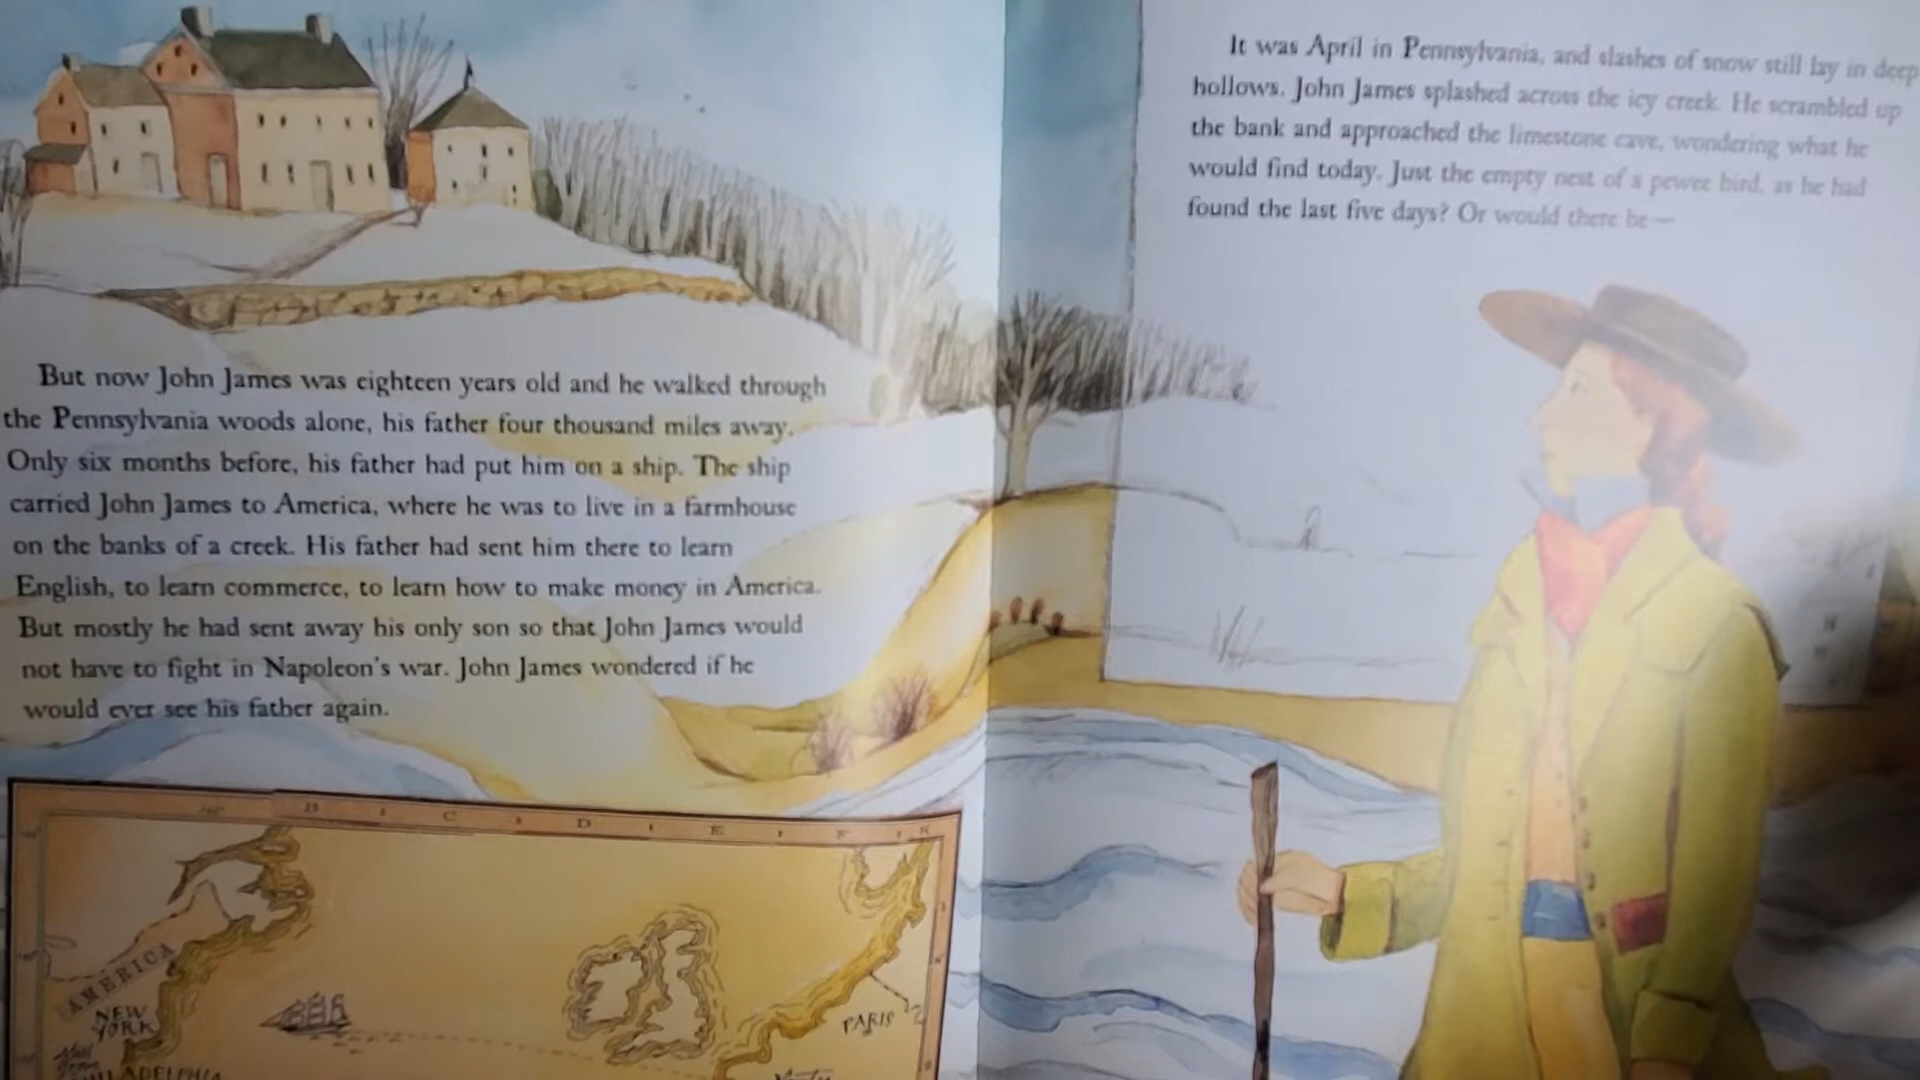 But now John James was eighteen years old and he walked through
the Pennsylvania woods alone, his father four thousand miles away.
Only six months before, his father had put him on a ship. The ship
carried John James to America, where he was to live in a farmhouse
on the banks of a creek. His father had sent him there to learn
English, to learn commerce, to learn how to make money in America.
But mostly he had sent away his only son so that John James would
not have to fight in Napoleon's war. John James wondered if he
would ever see his father again.
B C D E F
AMERICA
NEW
YORK
PHILADELPHIA
PARIS
It was April in Pennsylvania, and slashes of snow still lay in deep
hollows. John James splashed across the icy creek. He scrambled up
the bank and approached the limestone cave, wondering what he
would find today. Just the empty nest of a pewee bird, as he had
found the last five days? Or would there be—